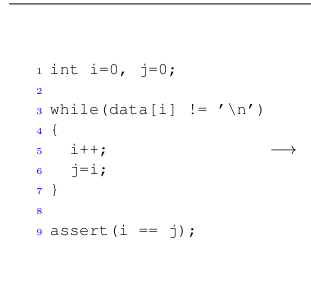 1 int i=0, j=0;
2
3 while(data[i] != '\n')
4 {
5 i++;
6 j=i;
7 }
8
9 assert(i == j);
⟶